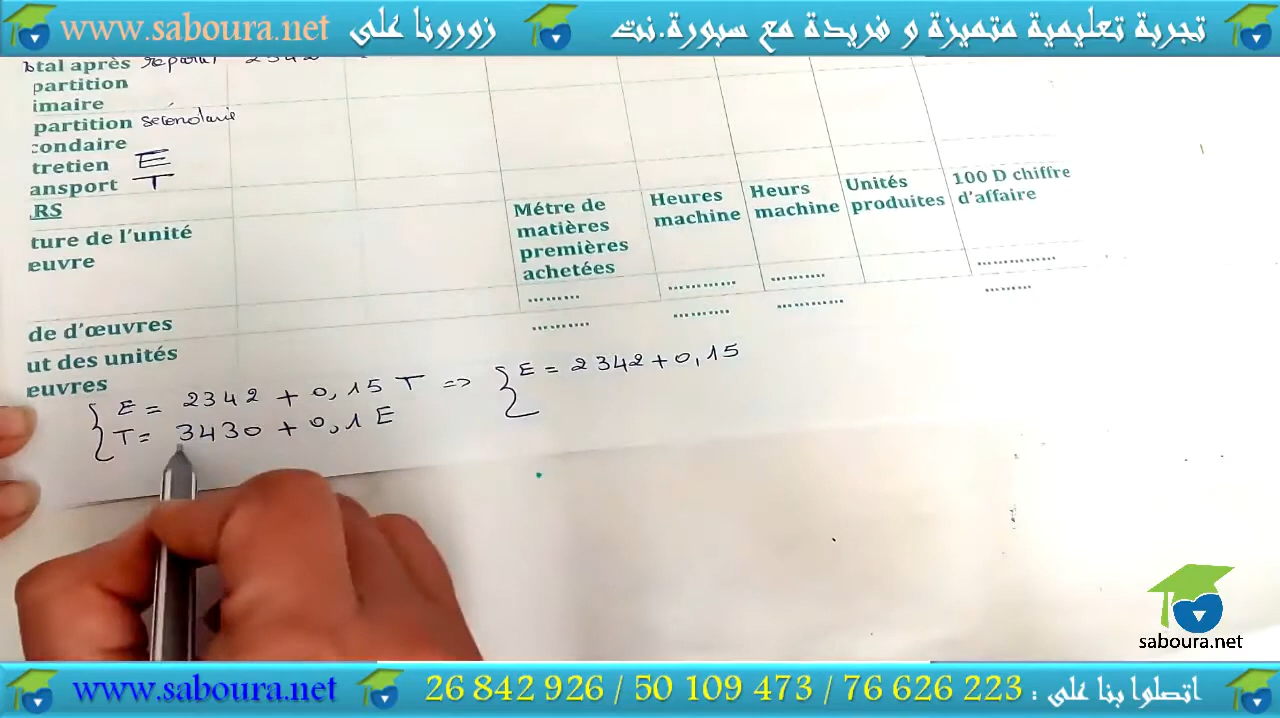 www.saboura.net زورونا على تجربة تعليمية متميزة و فريدة مع سبورة.نت
tal après 2342
partition
imaire
partition secondaire
condaire
tretien E
ansport T
RS
ture de l’unité
euvre
Métre de
matières
premières
achetées
Heures
machine
Heurs
machine
Unités
produites
100 D chiffre
d’affaire
......... ............ .......... ...............
de d’œuvres .......... ............ ............ .........
ut des unités
euvres
E = 2342 + 0,15 T => E = 2342 + 0,15
T = 3430 + 0,1 E
saboura.net
www.saboura.net 26 842 926 / 50 109 473 / 76 626 223 : اتصلوا بنا على